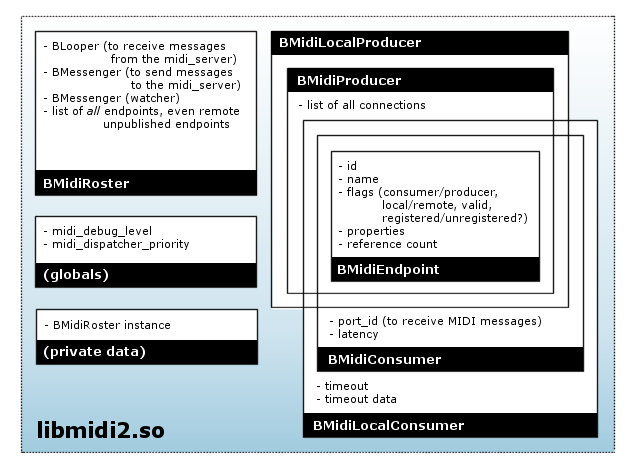 - BLooper (to receive messages
from the midi_server)
- BMessenger (to send messages
to the midi_server)
- BMessenger (watcher)
- list of all endpoints, even remote
unpublished endpoints
BMidiRoster
- midi_debug_level
- midi_dispatcher_priority
(globals)
- BMidiRoster instance
(private data)
libmidi2.so
BMidiLocalProducer
BMidiProducer
- list of all connections
- id
- name
- flags (consumer/producer,
local/remote, valid,
registered/unregistered?)
- properties
- reference count
BMidiEndpoint
- port_id (to receive MIDI messages)
- latency
BMidiConsumer
- timeout
- timeout data
BMidiLocalConsumer